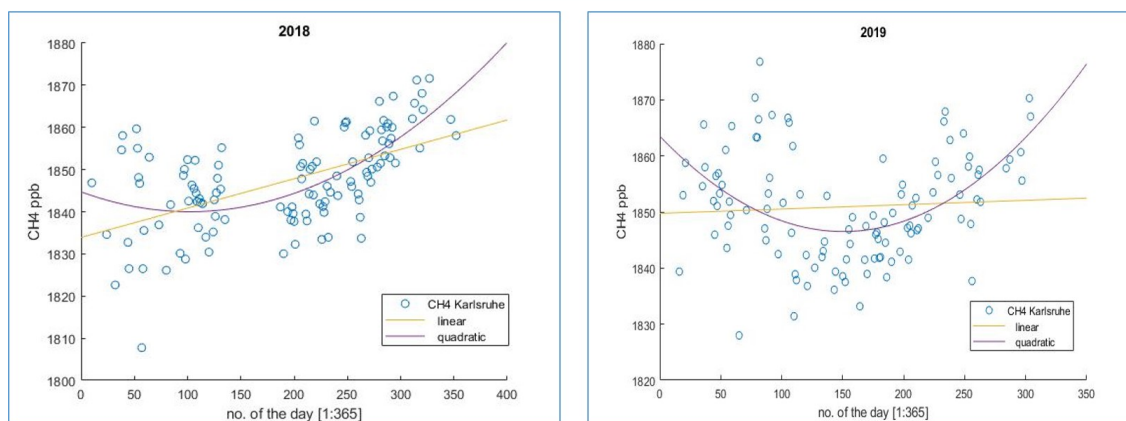 2018
1880
1870
1860
1850
1840
1830
1820
1810
1800
CH4 ppb
0 50 100 150 200 250 300 350 400
no. of the day [1:365]
CH4 Karlsruhe
linear
quadratic
2019
1880
1870
1860
1850
1840
1830
1820
CH4 ppb
0 50 100 150 200 250 300 350
no. of the day [1:365]
CH4 Karlsruhe
linear
quadratic